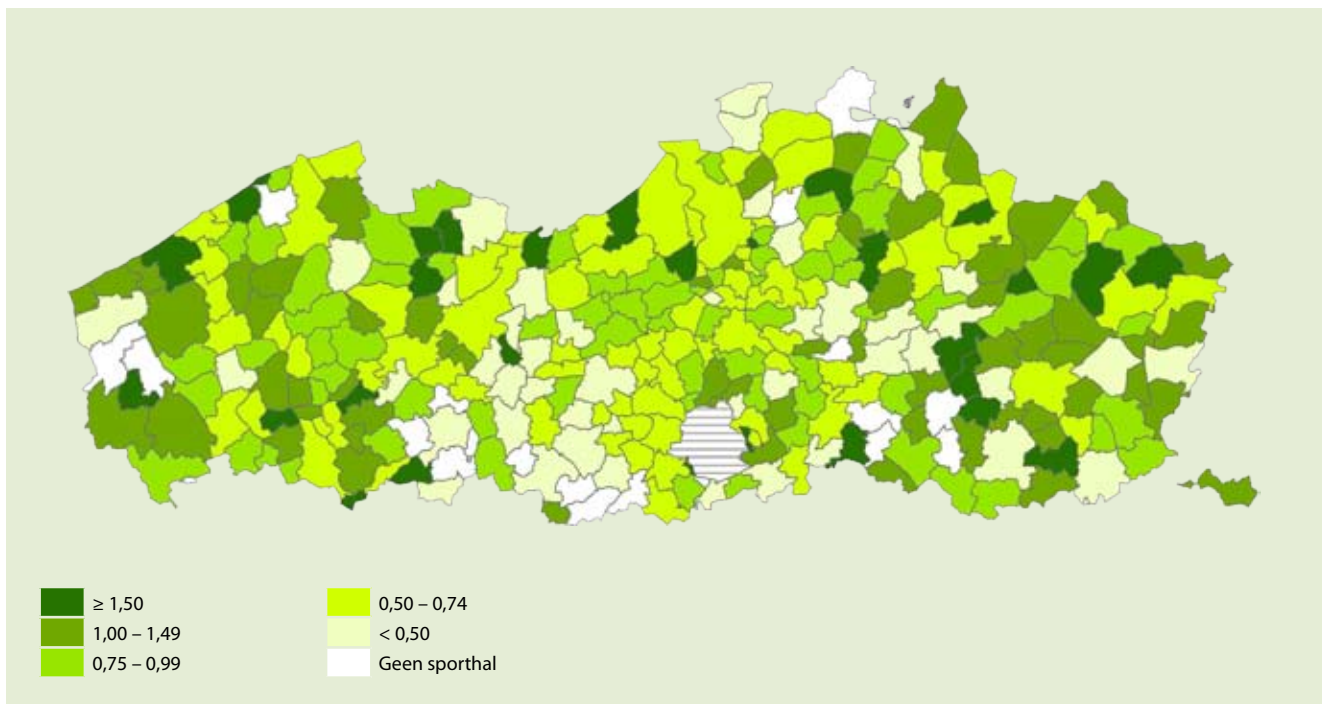 ≥ 1,50
1,00 – 1,49
0,75 – 0,99
0,50 – 0,74
< 0,50
Geen sporthal